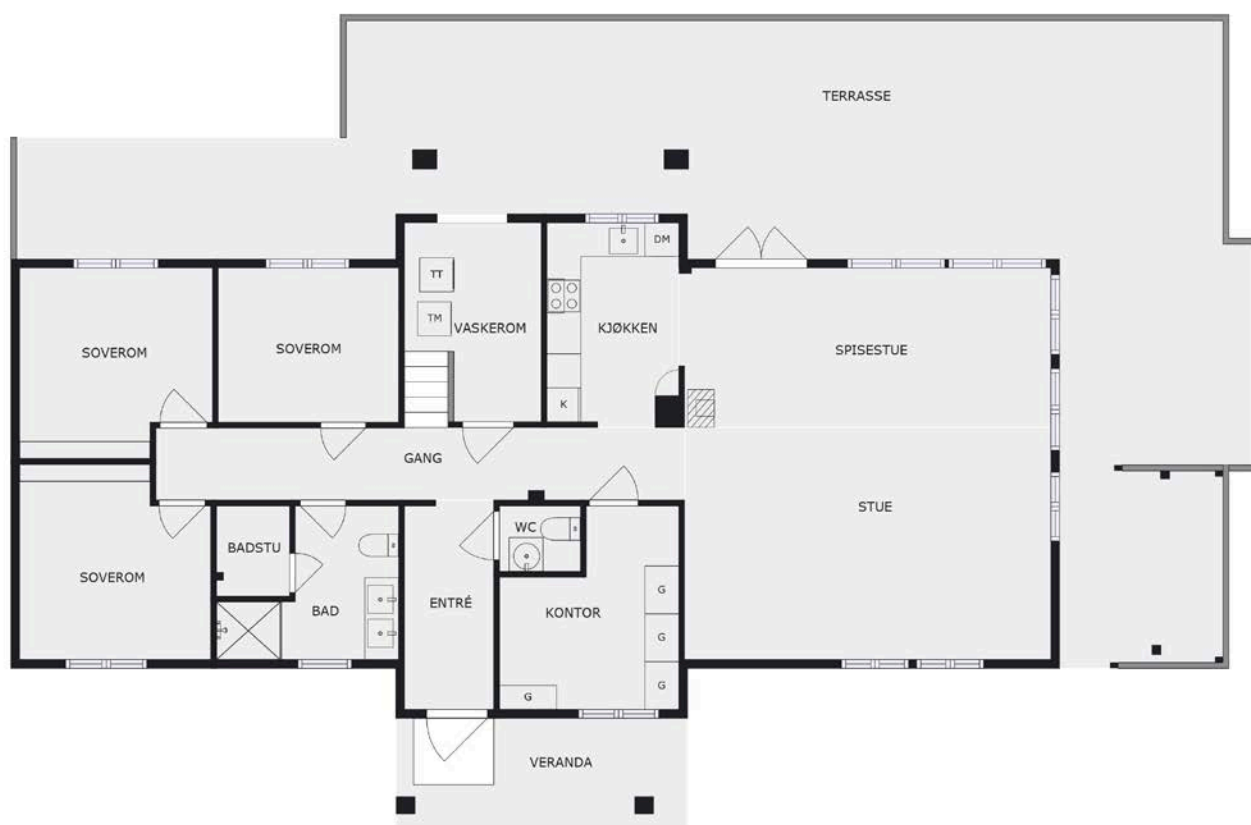 TERRASSE
DM
TT
TM
VASKEROM
KJØKKEN
SOVEROM
SOVEROM
SPISESTUE
K
GANG
STUE
WC
BADSTU
SOVEROM
BAD
ENTRÉ
KONTOR
G
G
G
G
VERANDA